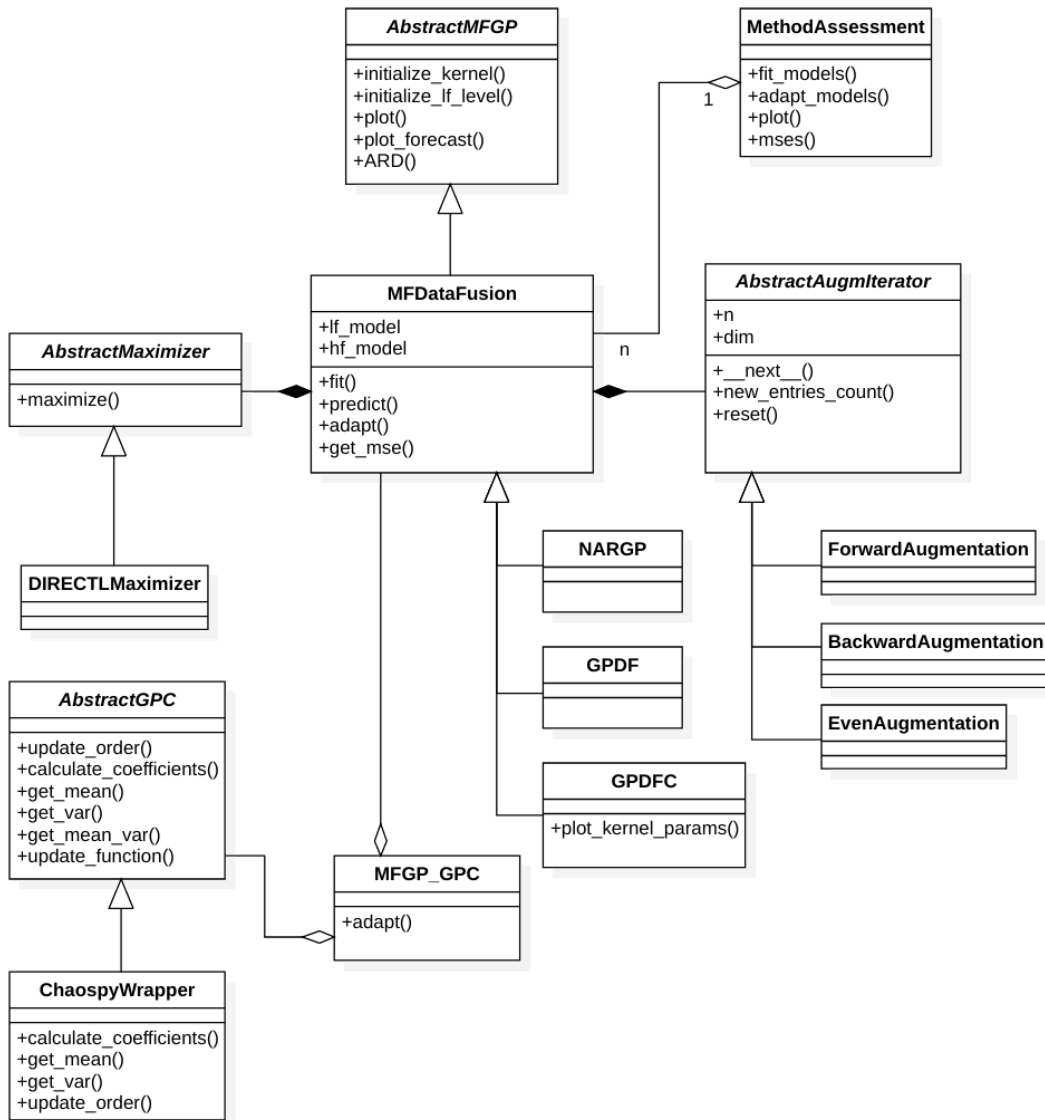 AbstractMFGP
+initialize_kernel()
+initialize_lf_level()
+plot()
+plot_forecast()
+ARD()
MethodAssessment
+fit_models()
+adapt_models()
+plot()
+mses()
1
n
MFDataFusion
+lf_model
+hf_model
+fit()
+predict()
+adapt()
+get_mse()
AbstractAugmIterator
+n
+dim
+__next__()
+new_entries_count()
+reset()
AbstractMaximizer
+maximize()
DIRECTLMaximizer
NARGP
GPDF
GPDFC
+plot_kernel_params()
ForwardAugmentation
BackwardAugmentation
EvenAugmentation
AbstractGPC
+update_order()
+calculate_coefficients()
+get_mean()
+get_var()
+get_mean_var()
+update_function()
MFGP_GPC
+adapt()
ChaospyWrapper
+calculate_coefficients()
+get_mean()
+get_var()
+update_order()